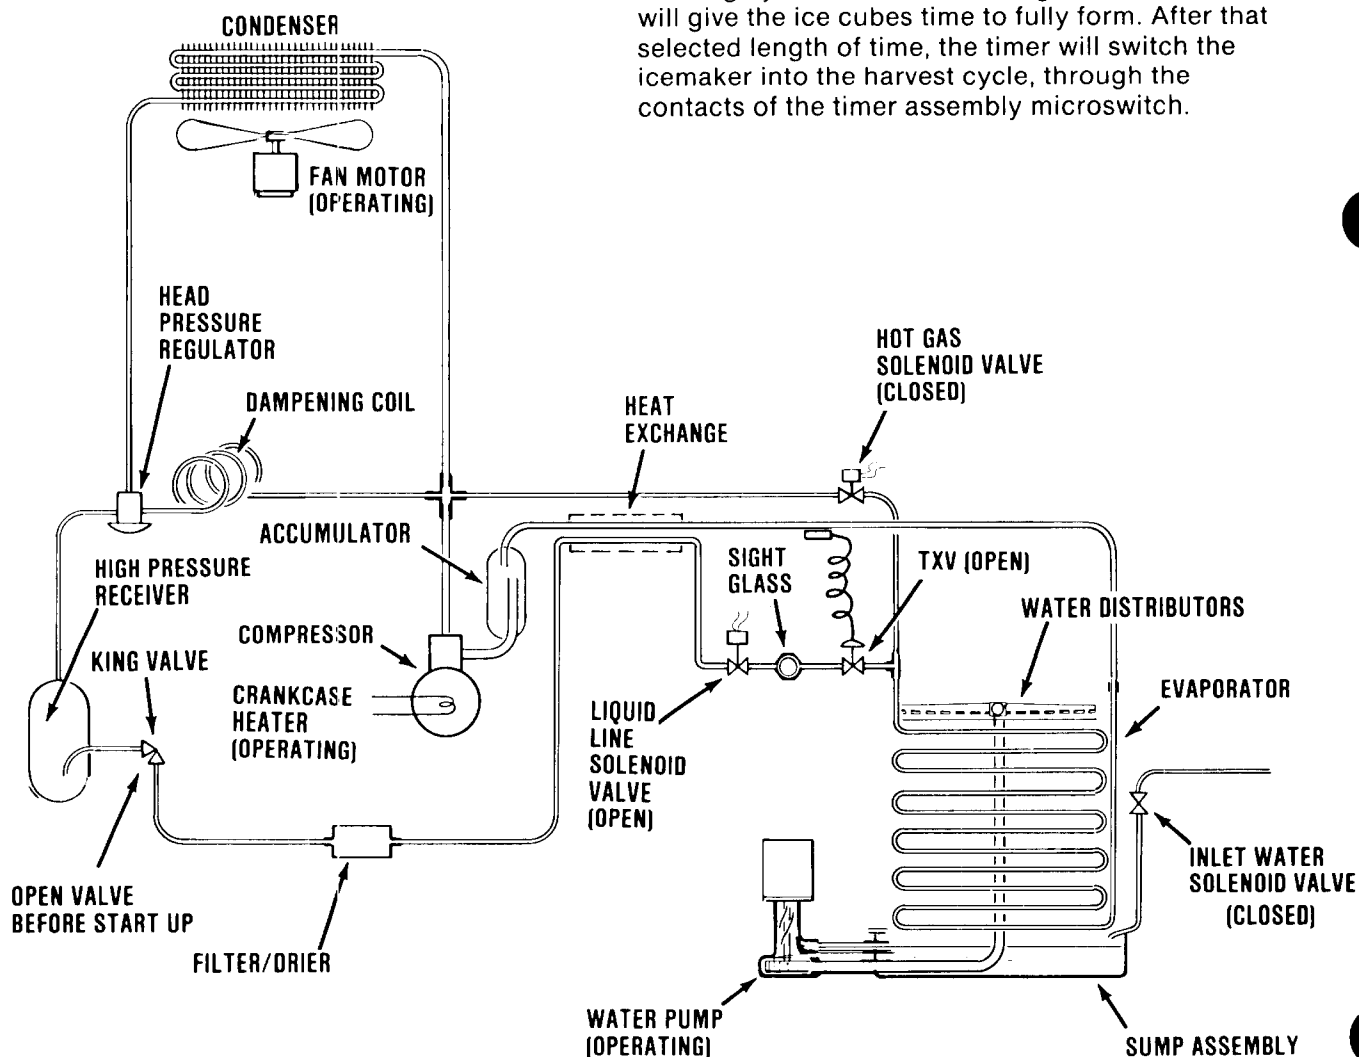 will give the ice cubes time to fully form. After that
selected length of time, the timer will switch the
icemaker into the harvest cycle, through the
contacts of the timer assembly microswitch.
CONDENSER
FAN MOTOR
(OPERATING)
HEAD
PRESSURE
REGULATOR
DAMPENING COIL
HEAT
EXCHANGE
HOT GAS
SOLENOID VALVE
(CLOSED)
ACCUMULATOR
HIGH PRESSURE
RECEIVER
SIGHT
GLASS
TXV (OPEN)
WATER DISTRIBUTORS
COMPRESSOR
KING VALVE
CRANKCASE
HEATER
(OPERATING)
LIQUID
LINE
SOLENOID
VALVE
(OPEN)
EVAPORATOR
INLET WATER
SOLENOID VALVE
(CLOSED)
OPEN VALVE
BEFORE START UP
FILTER/DRIER
WATER PUMP
(OPERATING)
SUMP ASSEMBLY